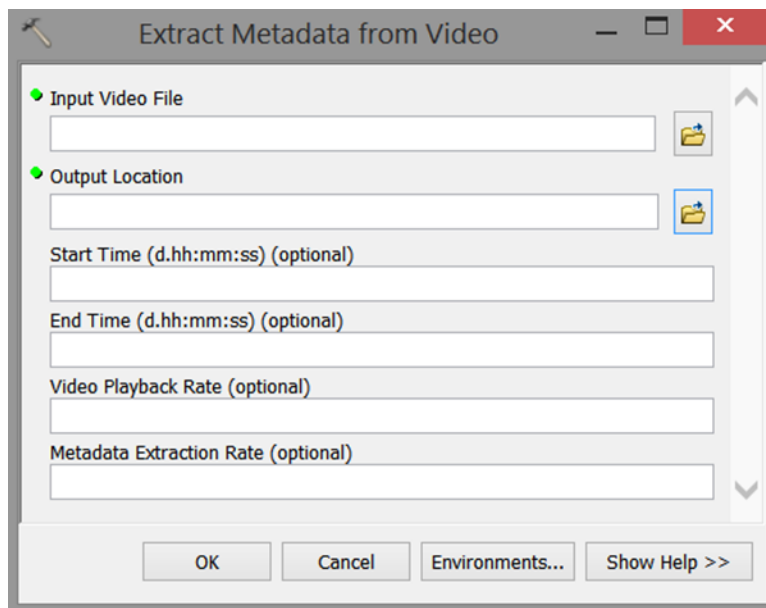 Extract Metadata from Video
Input Video File
Output Location
Start Time (d.hh:mm:ss) (optional)
End Time (d.hh:mm:ss) (optional)
Video Playback Rate (optional)
Metadata Extraction Rate (optional)
OK Cancel Environments... Show Help >>